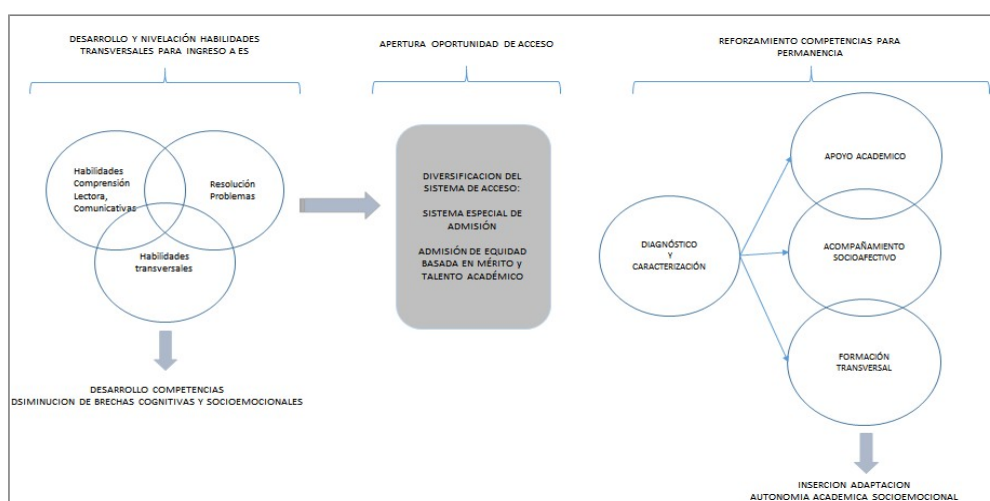 DESARROLLO Y NIVELACIÓN HABILIDADES
TRANSVERSALES PARA INGRESO A ES
Habilidades
Comprensión
Lectora,
Comunicativas
Resolución
Problemas
Habilidades
transversales
DESARROLLO COMPETENCIAS
DSIMINUCION DE BRECHAS COGNITIVAS Y SOCIOEMOCIONALES
APERTURA OPORTUNIDAD DE ACCESO
DIVERSIFICACION DEL
SISTEMA DE ACCESO:
SISTEMA ESPECIAL DE
ADMISIÓN
ADMISIÓN DE EQUIDAD
BASADA EN MÉRITO y
TALENTO ACADÉMICO
REFORZAMIENTO COMPETENCIAS PARA
PERMANENCIA
DIAGNÓSTICO
Y
CARACTERIZACIÓN
APOYO ACADEMICO
ACOMPAÑAMIENTO
SOCIOAFECTIVO
FORMACIÓN
TRANSVERSAL
INSERCION ADAPTACION
AUTONOMIA ACADEMICA SOCIOEMOCIONAL